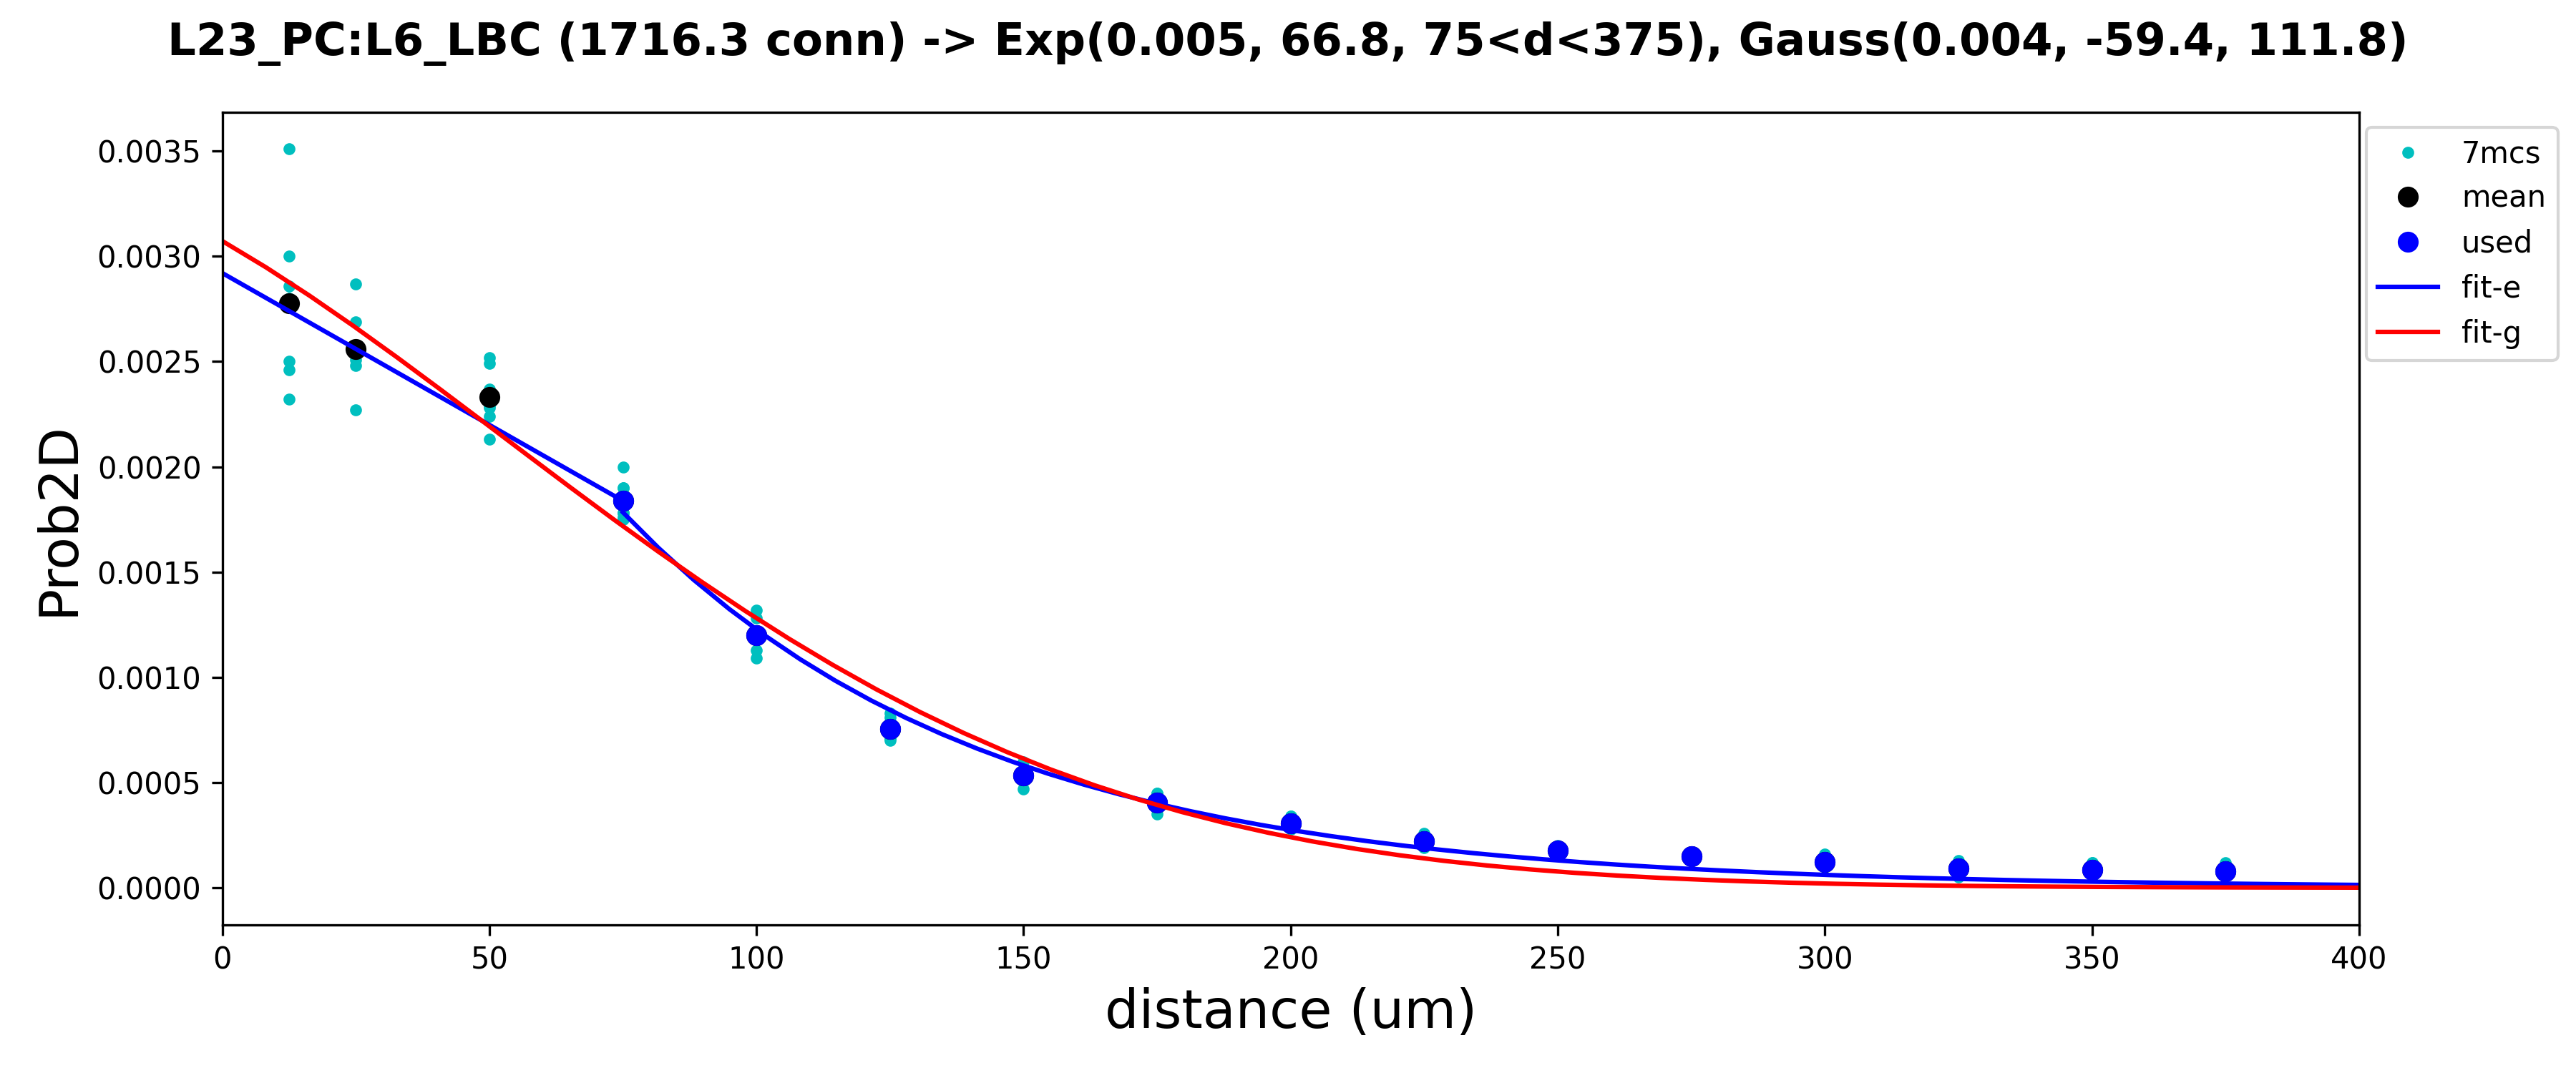 L23_PC:L6_LBC (1716.3 conn) -> Exp(0.005, 66.8, 75<d<375), Gauss(0.004, -59.4, 111.8)
0.0035
0.0030
0.0025
0.0020
0.0015
0.0010
0.0005
0.0000
Prob2D
0 50 100 150 200 250 300 350 400
distance (um)
7mcs
mean
used
fit-e
fit-g